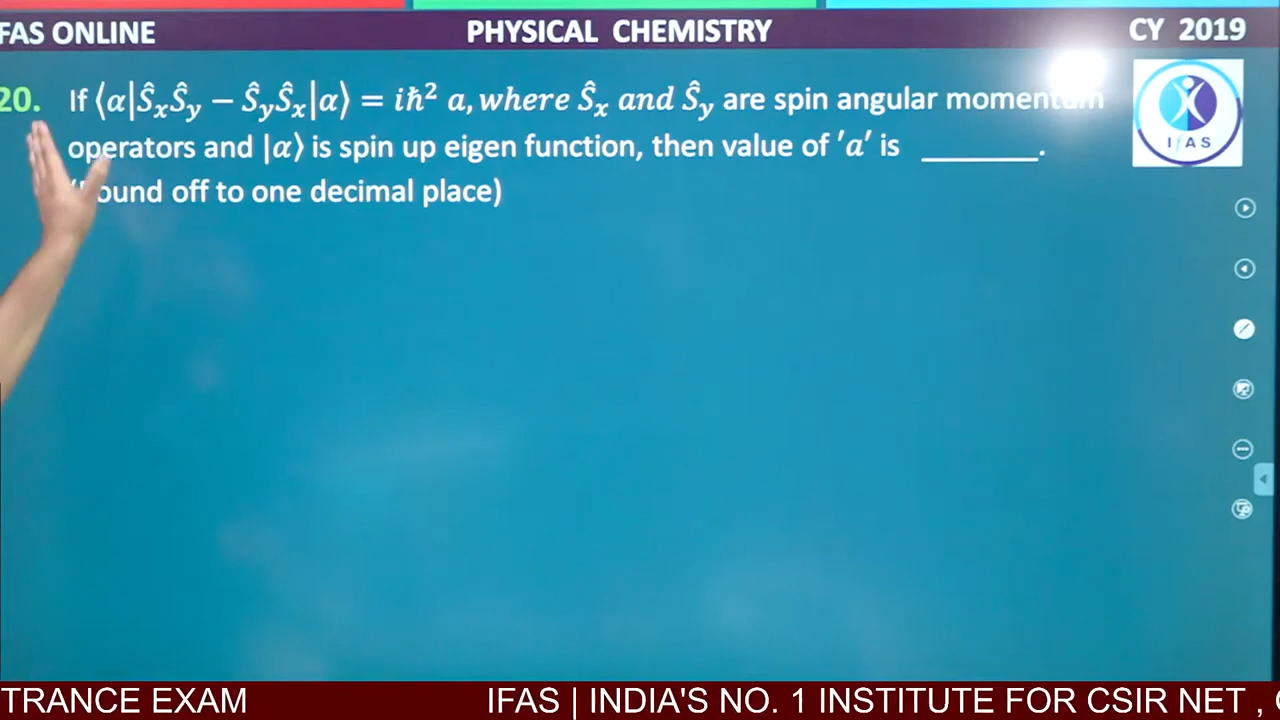 FAS ONLINE
PHYSICAL CHEMISTRY
CY 2019
20. If ⟨α|ŜₓŜᵧ − ŜᵧŜₓ|α⟩ = iħ² a, where Ŝₓ and Ŝᵧ are spin angular momentum
operators and |α⟩ is spin up eigen function, then value of 'a' is ________.
ound off to one decimal place)
IFAS
TRANCE EXAM
IFAS | INDIA'S NO. 1 INSTITUTE FOR CSIR NET ,